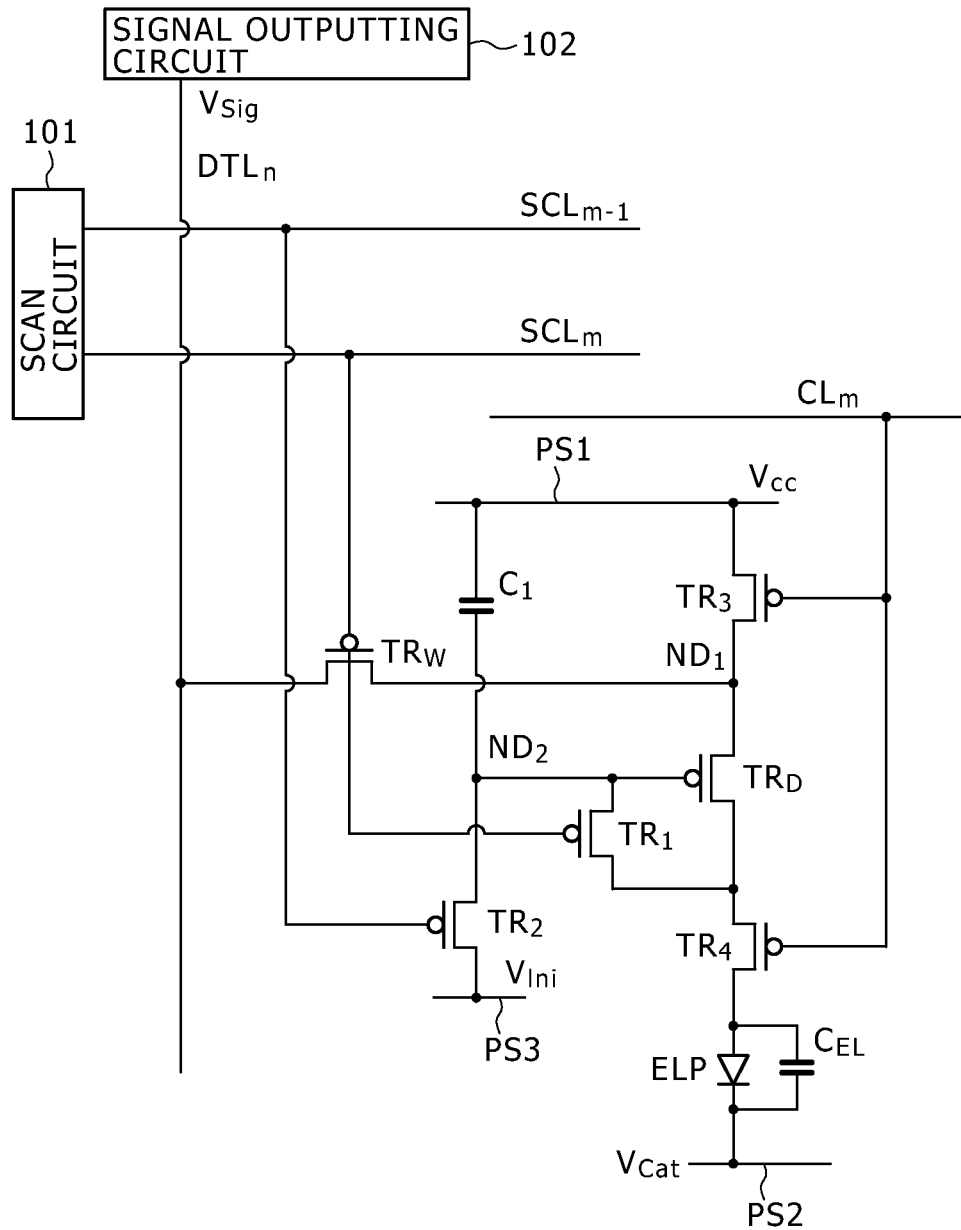 SIGNAL OUTPUTTING
CIRCUIT
102
VSig
101
DTLn
SCLm-1
SCAN
CIRCUIT
SCLm
CLm
PS1
Vcc
C1
TR3
TRW
ND1
ND2
TRD
TR1
TR2
TR4
VIni
PS3
CEL
ELP
VCat
PS2